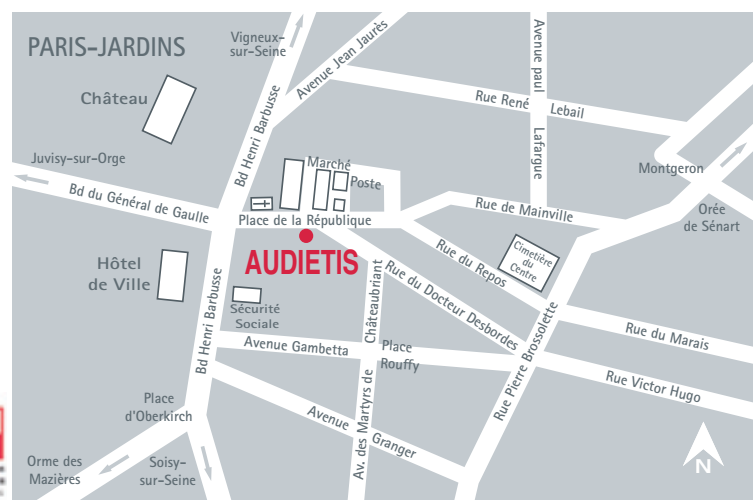 PARIS-JARDINS
Vigneux-
sur-Seine
Avenue Jean Jaurès
Avenue paul
Lafargue
Château
Rue René Lebail
Bd Henri Barbusse
Juvisy-sur-Orge
Marché
Poste
Montgeron
Bd du Général de Gaulle
Place de la République
Rue de Mainville
Orée
de Sénart
AUDIETIS
Rue du Repos
Cimetière
du
Centre
Hôtel
de Ville
Châteaubriant
Av. des Martyrs de
Rue du Docteur Desbordes
Sécurité
Sociale
Bd Henri Barbusse
Rue Pierre Brossolette
Rue du Marais
Avenue Gambetta
Place
Rouffy
Rue Victor Hugo
Place
d'Oberkirch
Avenue Granger
Orme des
Mazières
Soisy-
sur-Seine
N